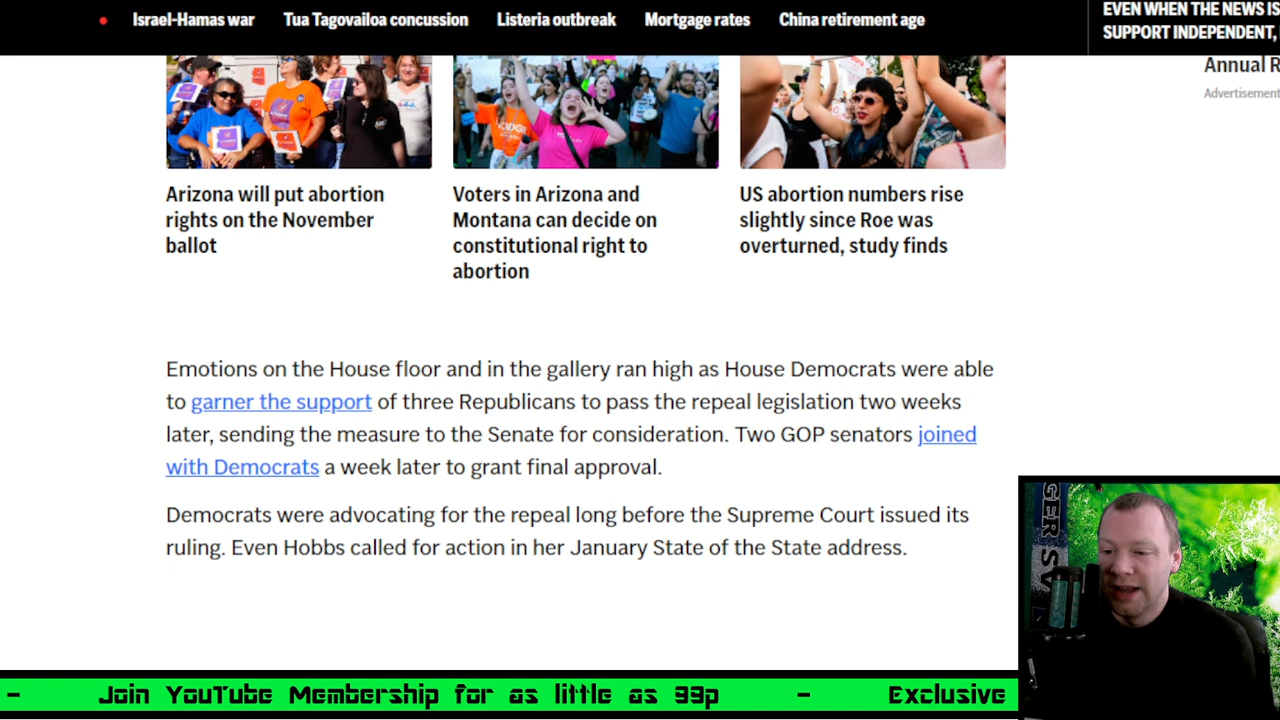 Israel-Hamas war Tua Tagovailoa concussion Listeria outbreak Mortgage rates China retirement age
EVEN WHEN THE NEWS IS
SUPPORT INDEPENDENT,
Annual R
Advertisement
Arizona will put abortion
rights on the November
ballot
Voters in Arizona and
Montana can decide on
constitutional right to
abortion
US abortion numbers rise
slightly since Roe was
overturned, study finds
Emotions on the House floor and in the gallery ran high as House Democrats were able
to garner the support of three Republicans to pass the repeal legislation two weeks
later, sending the measure to the Senate for consideration. Two GOP senators joined
with Democrats a week later to grant final approval.
Democrats were advocating for the repeal long before the Supreme Court issued its
ruling. Even Hobbs called for action in her January State of the State address.
GER SV
- Join YouTube Membership for as little as 99p - Exclusive